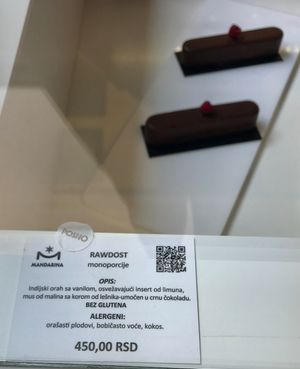 POSNO
MANDARINA
RAWDOST
monoporcije
OPIS:
Indijski orah sa vanilom, osvežavajući insert od limuna,
mus od malina sa korom od lešnika-umočen u crnu čokoladu.
BEZ GLUTENA
ALERGENI:
orašasti plodovi, bobičasto voće, kokos.
450,00 RSD